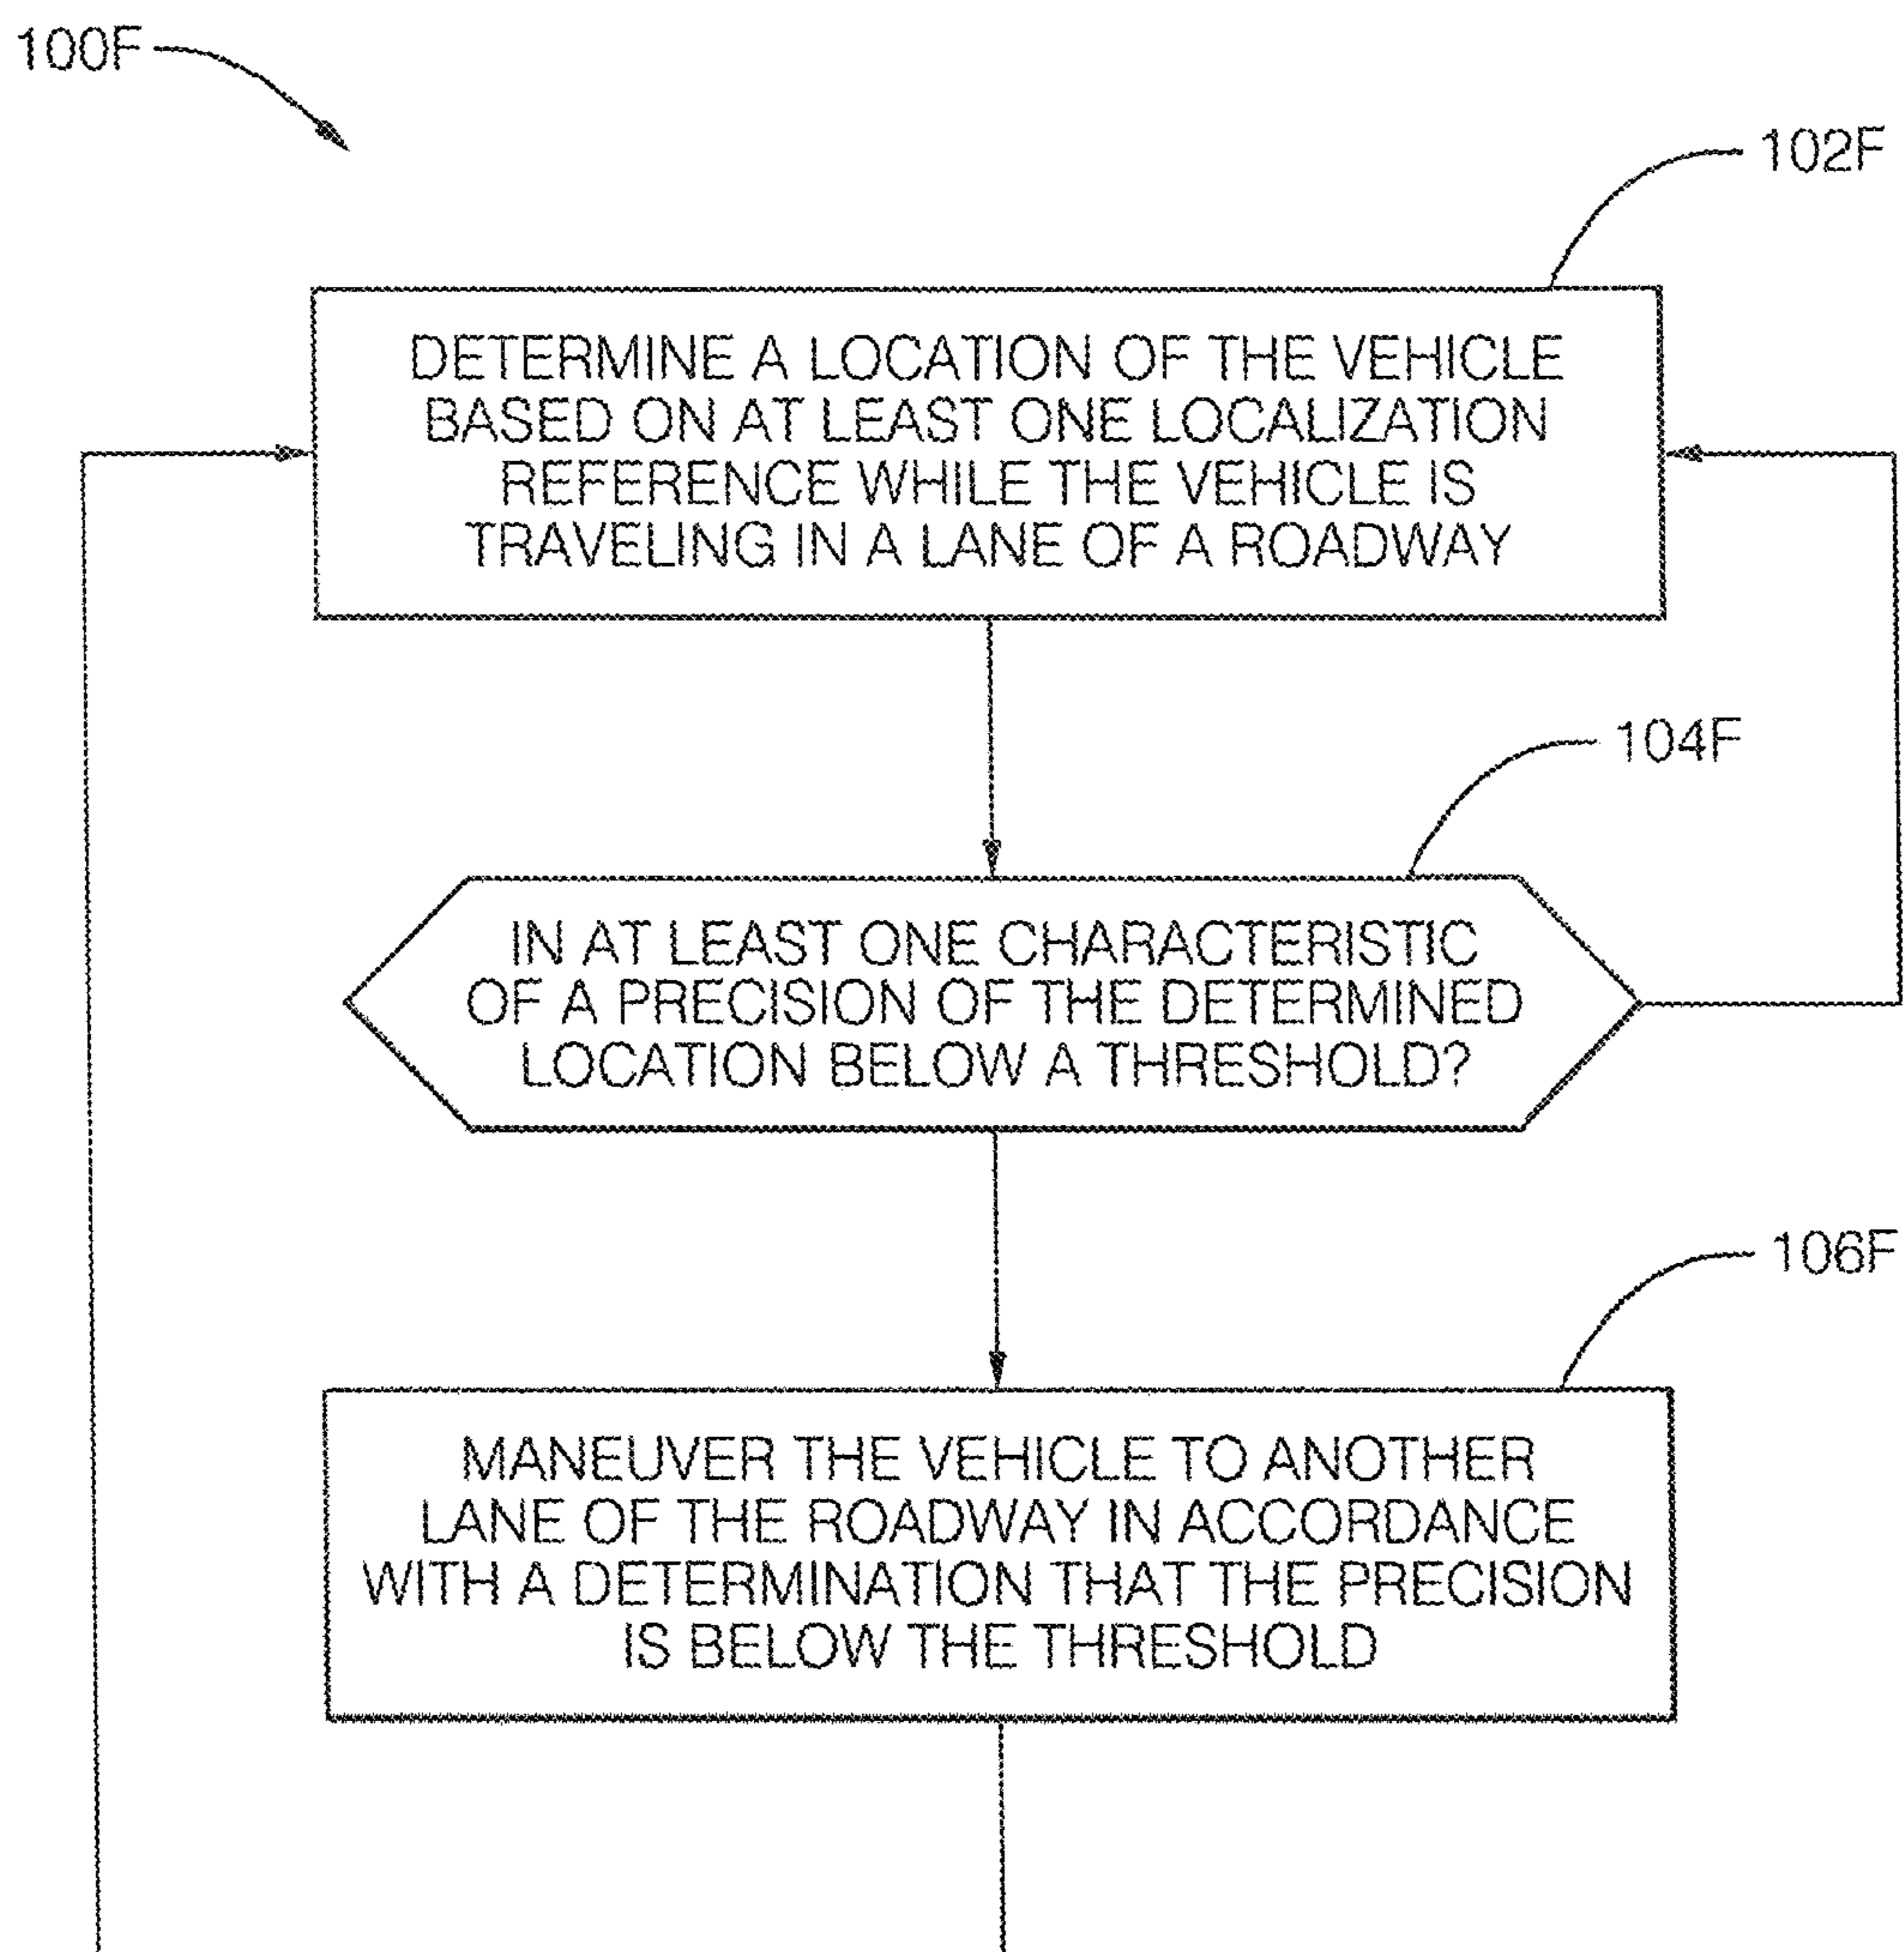 100F
102F
DETERMINE A LOCATION OF THE VEHICLE
BASED ON AT LEAST ONE LOCALIZATION
REFERENCE WHILE THE VEHICLE IS
TRAVELING IN A LANE OF A ROADWAY
104F
IN AT LEAST ONE CHARACTERISTIC
OF A PRECISION OF THE DETERMINED
LOCATION BELOW A THRESHOLD?
106F
MANEUVER THE VEHICLE TO ANOTHER
LANE OF THE ROADWAY IN ACCORDANCE
WITH A DETERMINATION THAT THE PRECISION
IS BELOW THE THRESHOLD